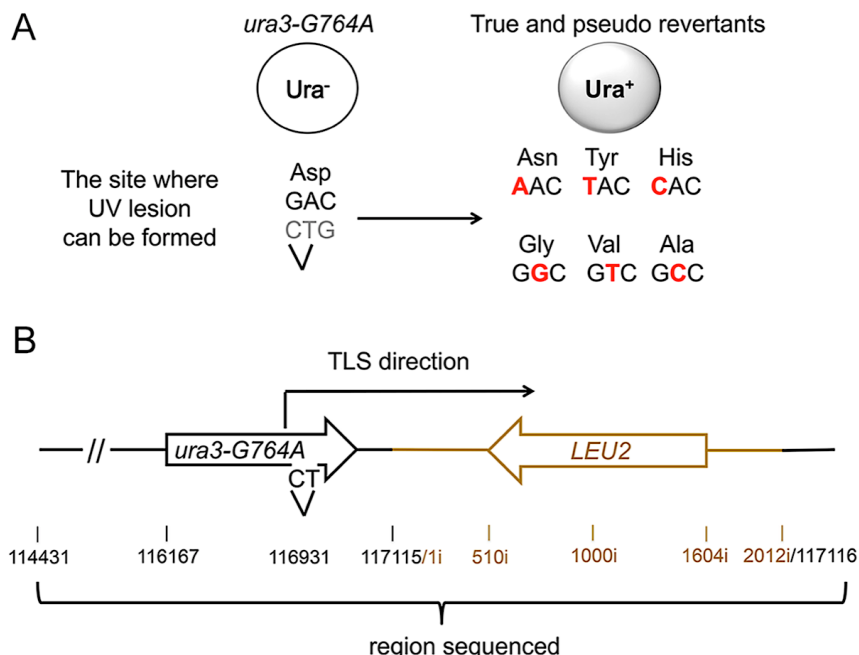 A
ura3-G764A
True and pseudo revertants
Ura-
Ura+
The site where
UV lesion
can be formed
Asp
GAC
CTG
Asn Tyr His
AAC TAC CAC
Gly Val Ala
GGC GTC GCC
B
TLS direction
ura3-G764A
CT
LEU2
114431 116167 116931 117115/1i 510i 1000i 1604i 2012i/117116
region sequenced